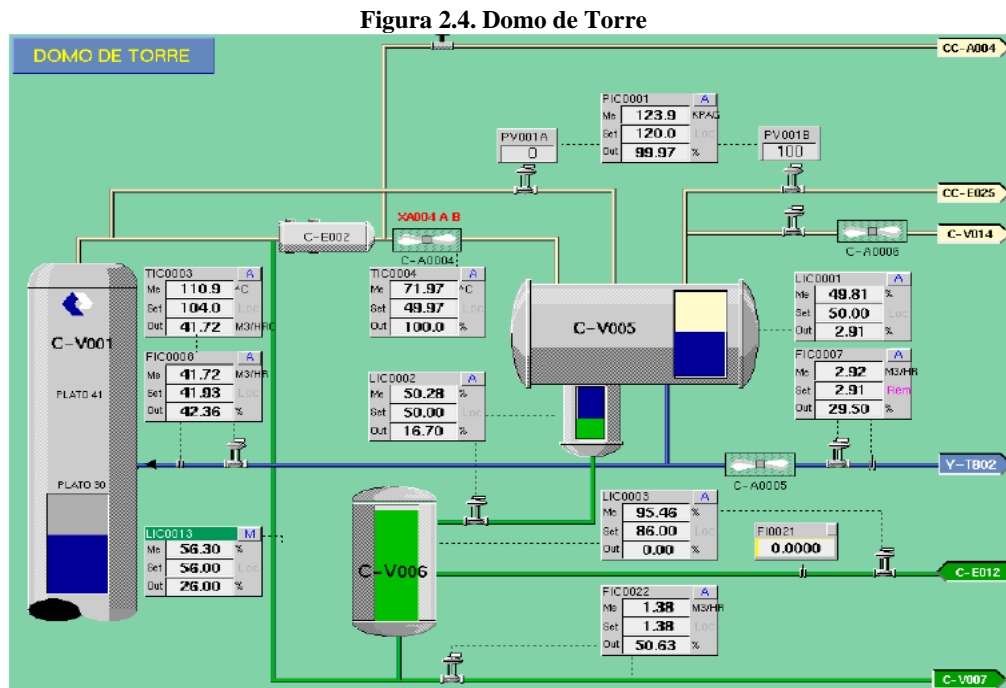 Figura 2.4. Domo de Torre
DOMO DE TORRE
CC-A004
PIC0001 A
Me 123.9 KPAG
Set 120.0 Loc
Out 99.97 %
PV001A
0
PV001B
100
CC-E025
XA004 A B
C-E002
C-A0004
C-V014
C-A0006
TIC0003 A
Me 110.9 ^C
Set 104.0 Loc
Out 41.72 M3/HR
TIC0004 A
Me 71.97 ^C
Set 49.97 Loc
Out 100.0 %
LIC0001 A
Me 49.81 %
Set 50.00 Loc
Out 2.91 %
C-V001
C-V005
FIC0006 A
Me 41.72 M3/HR
Set 41.93 Loc
Out 42.36 %
PLATO 41
LIC0002 A
Me 50.28 %
Set 50.00 Loc
Out 16.70 %
FIC0007 A
Me 2.92 M3/HR
Set 2.91 Rem
Out 29.50 %
Y-TB02
C-A0005
PLATO 30
LIC0013 M
Me 56.30 %
Set 56.00 Loc
Out 26.00 %
LIC0003 A
Me 95.46 %
Set 86.00 Loc
Out 0.00 %
FI0021
0.0000
C-V006
C-E012
FIC0022 A
Me 1.38 M3/HR
Set 1.38 Loc
Out 50.63 %
C-V007